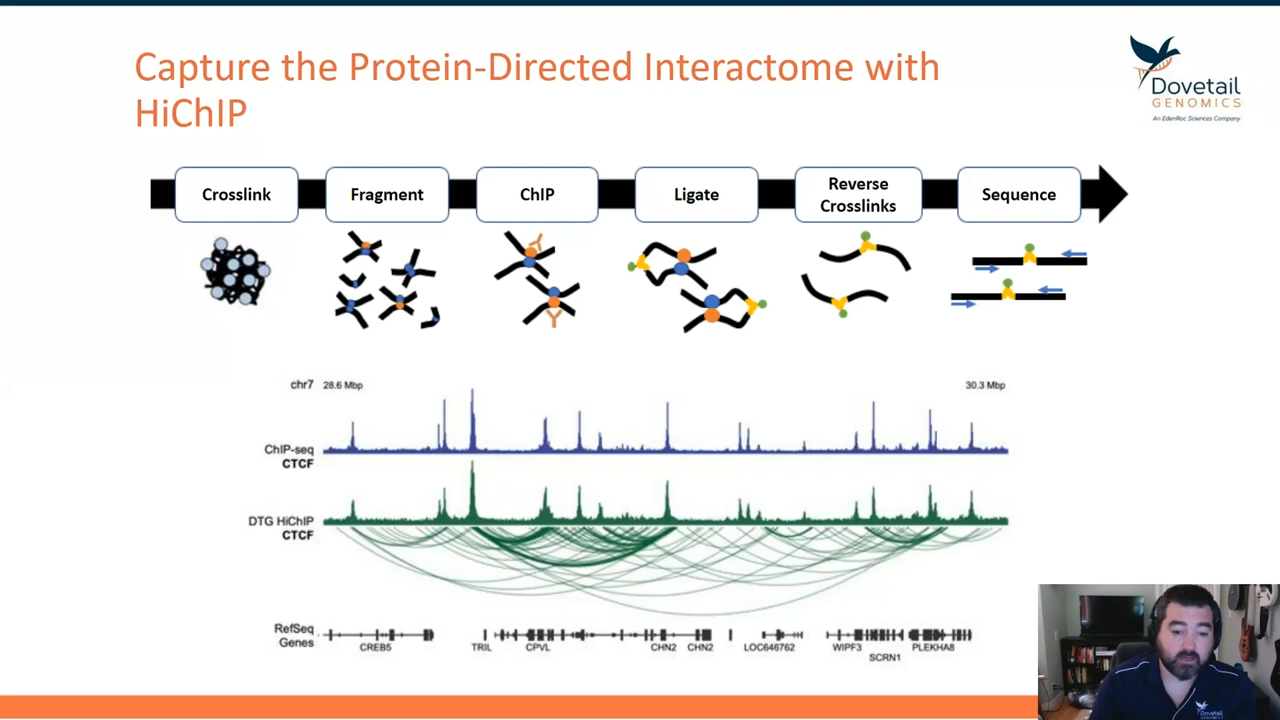 Capture the Protein-Directed Interactome with
HiChIP
Dovetail
GENOMICS
An EdenRoc Sciences Company
Crosslink
Fragment
ChIP
Ligate
Reverse
Crosslinks
Sequence
chr7 28.6 Mbp
30.3 Mbp
ChIP-seq
CTCF
DTG HiChIP
CTCF
RefSeq
Genes
CREB5
TRIL
CPVL
CHN2
CHN2
LOC646762
WIPF3
SCRN1
PLEKHA8
Dovetail